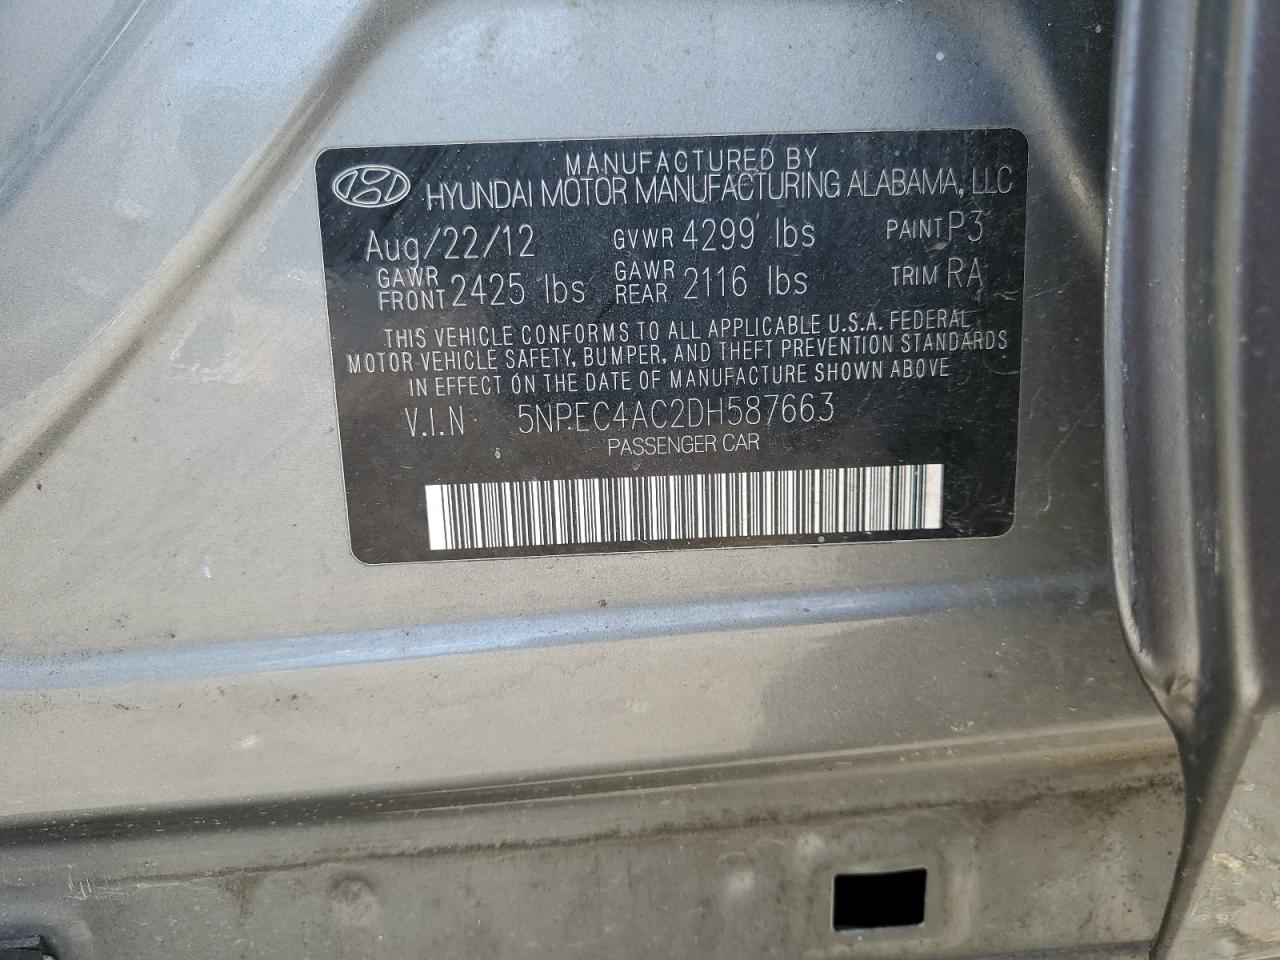 MANUFACTURED BY
HYUNDAI MOTOR MANUFACTURING ALABAMA, LLC
Aug/22/12 GVWR 4299 lbs PAINT P3
GAWR FRONT 2425 lbs GAWR REAR 2116 lbs TRIM RA
THIS VEHICLE CONFORMS TO ALL APPLICABLE U.S.A. FEDERAL
MOTOR VEHICLE SAFETY, BUMPER, AND THEFT PREVENTION STANDARDS
IN EFFECT ON THE DATE OF MANUFACTURE SHOWN ABOVE
V.I.N 5NPEC4AC2DH587663
PASSENGER CAR